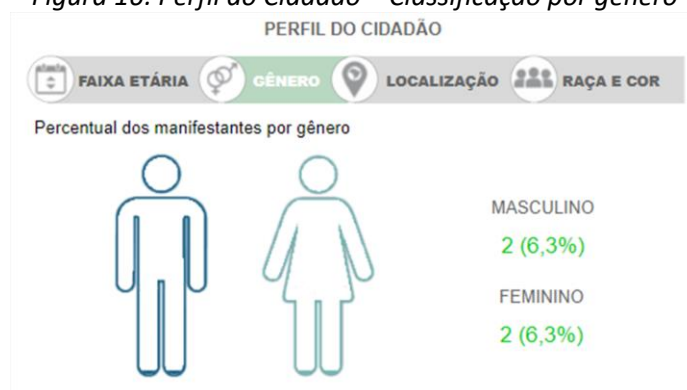 Figura 16: Perfil do Cidadão – Classificação por gênero
PERFIL DO CIDADÃO
FAIXA ETÁRIA GÊNERO LOCALIZAÇÃO RAÇA E COR
Percentual dos manifestantes por gênero
MASCULINO
2 (6,3%)
FEMININO
2 (6,3%)